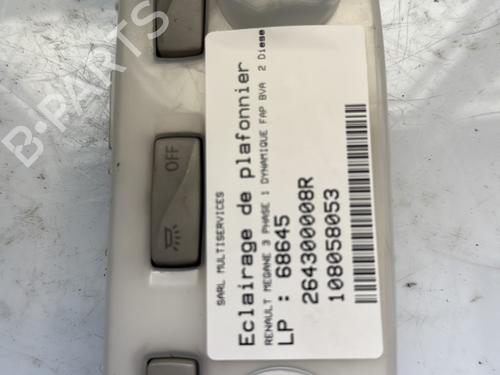 SARL MULTISERVICES
Eclairage de plafonnier
RENAULT MEGANE 3 PHASE 1 DYNAMIQUE FAP BVA 2 Diese
LP : 68645
264300008R
108058053
OFF
B-PARTS